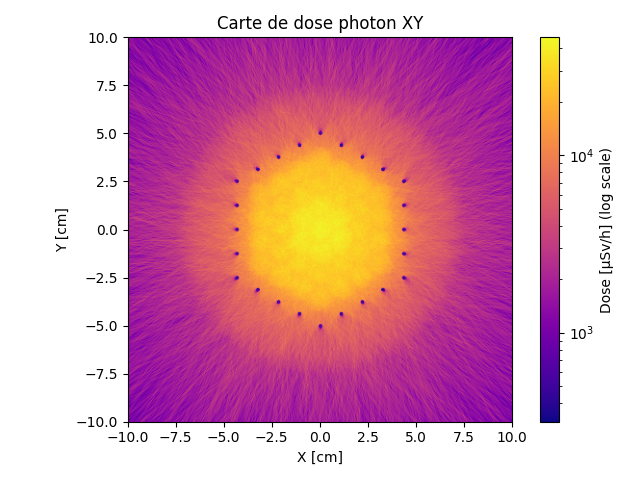 Carte de dose photon XY
10.0
7.5
5.0
2.5
0.0
−2.5
−5.0
−7.5
−10.0
Y [cm]
−10.0 −7.5 −5.0 −2.5 0.0 2.5 5.0 7.5 10.0
X [cm]
10⁴
10³
Dose [µSv/h] (log scale)